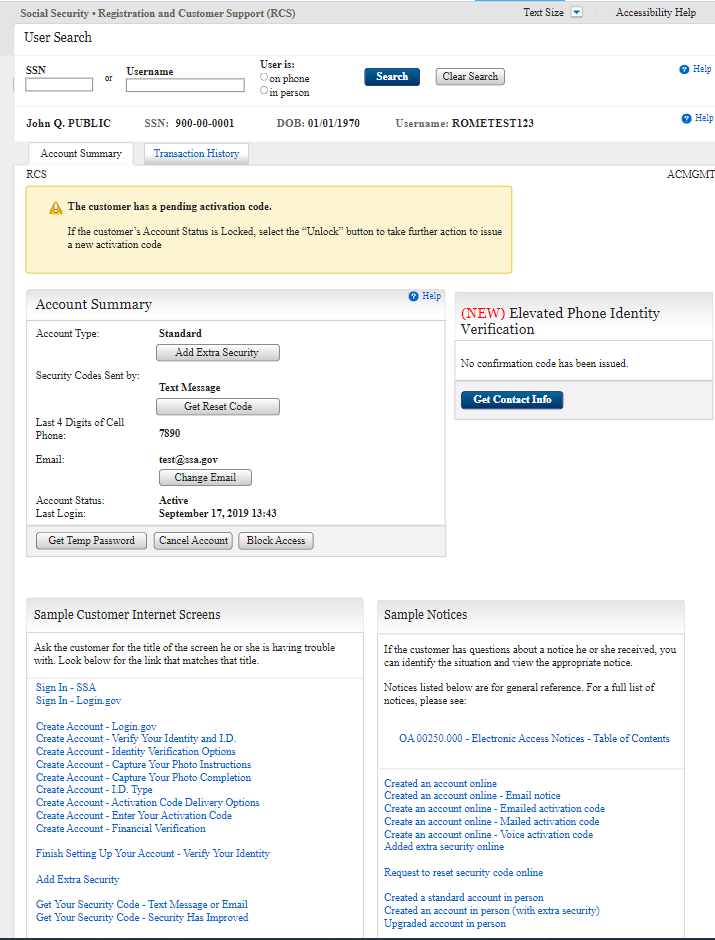 Social Security • Registration and Customer Support (RCS)
Text Size
Accessibility Help
User Search
SSN
or
Username
User is:
on phone
in person
Search
Clear Search
Help
John Q. PUBLIC SSN: 900-00-0001 DOB: 01/01/1970 Username: ROMETEST123
Help
Account Summary
Transaction History
RCS
ACMGMT
The customer has a pending activation code.
If the customer's Account Status is Locked, select the “Unlock” button to take further action to issue
a new activation code
Account Summary
Help
Account Type: Standard
Add Extra Security
Security Codes Sent by:
Text Message
Get Reset Code
Last 4 Digits of Cell
Phone: 7890
Email: test@ssa.gov
Change Email
Account Status: Active
Last Login: September 17, 2019 13:43
Get Temp Password
Cancel Account
Block Access
(NEW) Elevated Phone Identity
Verification
No confirmation code has been issued.
Get Contact Info
Sample Customer Internet Screens
Ask the customer for the title of the screen he or she is having trouble
with. Look below for the link that matches that title.
Sign In - SSA
Sign In - Login.gov
Create Account - Login.gov
Create Account - Verify Your Identity and I.D.
Create Account - Identity Verification Options
Create Account - Capture Your Photo Instructions
Create Account - Capture Your Photo Completion
Create Account - I.D. Type
Create Account - Activation Code Delivery Options
Create Account - Enter Your Activation Code
Create Account - Financial Verification
Finish Setting Up Your Account - Verify Your Identity
Add Extra Security
Get Your Security Code - Text Message or Email
Get Your Security Code - Security Has Improved
Sample Notices
If the customer has questions about a notice he or she received, you
can identify the situation and view the appropriate notice.
Notices listed below are for general reference. For a full list of
notices, please see:
OA 00250.000 - Electronic Access Notices - Table of Contents
Created an account online
Created an account online - Email notice
Create an account online - Emailed activation code
Create an account online - Mailed activation code
Create an account online - Voice activation code
Added extra security online
Request to reset security code online
Created a standard account in person
Created an account in person (with extra security)
Upgraded account in person